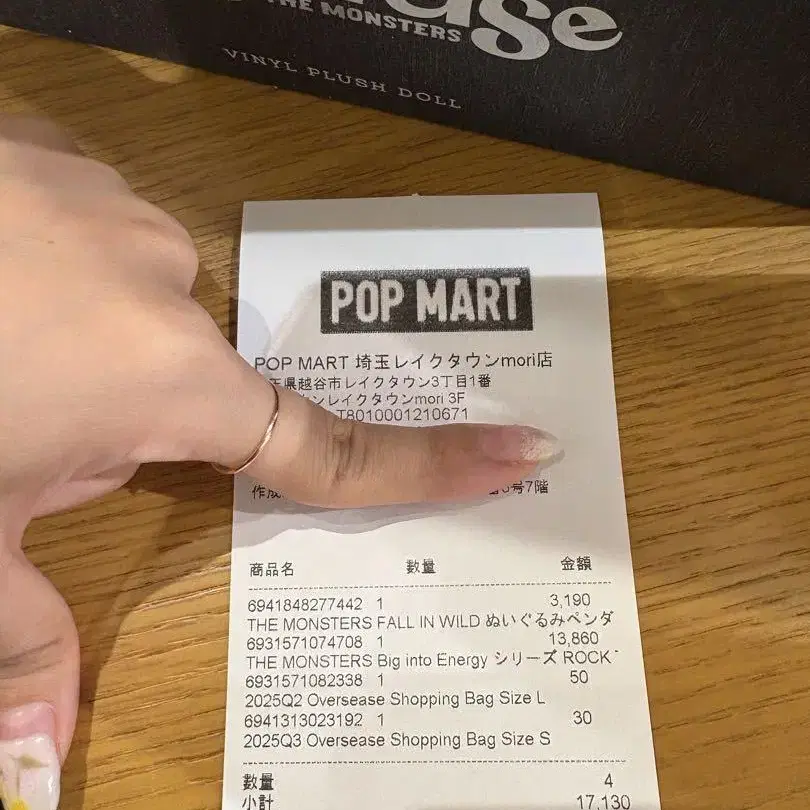 THE MONSTERS
VINYL PLUSH DOLL
POP MART
POP MART 埼玉レイクタウンmori店
県越谷市レイクタウン3丁目1番
ンレイクタウンmori 3F
T8010001210671
作成
号7階
商品名 数量 金額
6941848277442 1 3,190
THE MONSTERS FALL IN WILD ぬいぐるみペンダ
6931571074708 1 13,860
THE MONSTERS Big into Energy シリーズ ROCK
6931571082338 1 50
2025Q2 Oversease Shopping Bag Size L
6941313023192 1 30
2025Q3 Oversease Shopping Bag Size S
数量 4
小計 17,130